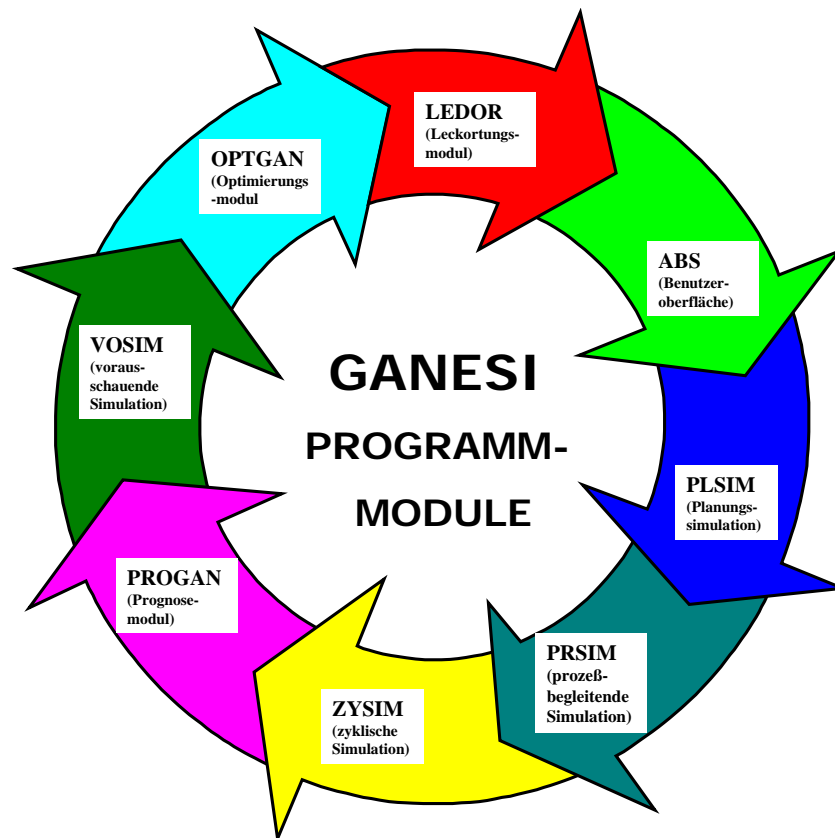 LEDOR
(Leckortungs-
modul)
ABS
(Benutzer-
oberfläche)
PLSIM
(Planungs-
simulation)
PRSIM
(prozeß-
begleitende
Simulation)
ZYSIM
(zyklische
Simulation)
PROGAN
(Prognose-
modul)
VOSIM
(voraus-
schauende
Simulation)
OPTGAN
(Optimierungs
-modul
GANESI
PROGRAMM-
MODULE